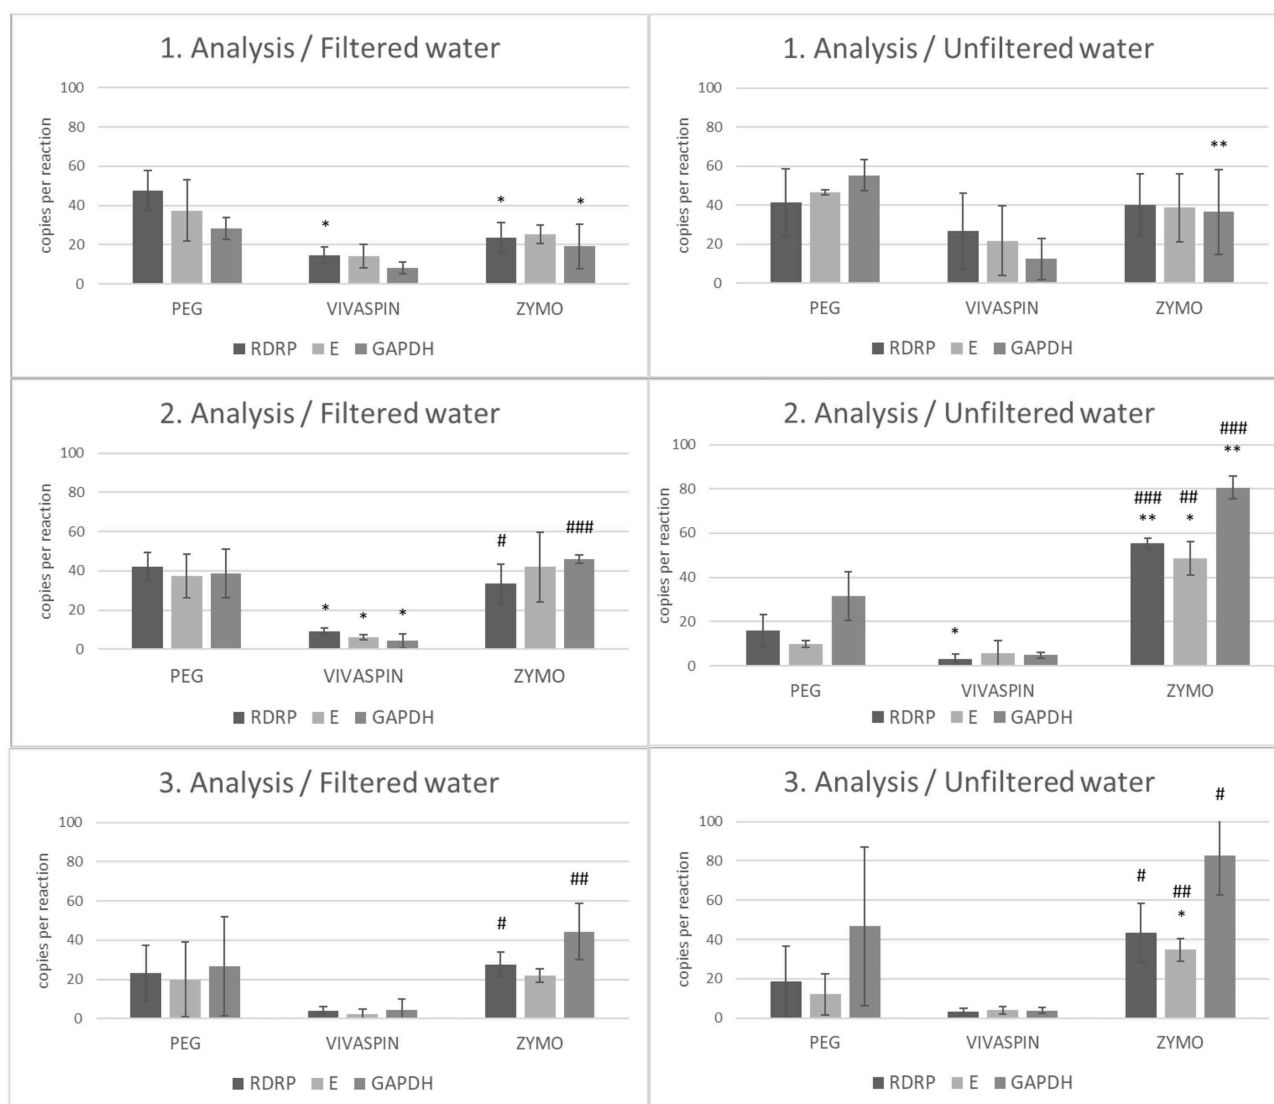 1. Analysis / Filtered water
copies per reaction
100
80
60
40
20
0
*
*
*
PEG VIVASPIN ZYMO
RDRP E GAPDH
1. Analysis / Unfiltered water
copies per reaction
100
80
60
40
20
0
**
PEG VIVASPIN ZYMO
RDRP E GAPDH
2. Analysis / Filtered water
copies per reaction
100
80
60
40
20
0
* * *
# ###
PEG VIVASPIN ZYMO
RDRP E GAPDH
2. Analysis / Unfiltered water
copies per reaction
100
80
60
40
20
0
*
### ## ###
** * **
PEG VIVASPIN ZYMO
RDRP E GAPDH
3. Analysis / Filtered water
copies per reaction
100
80
60
40
20
0
# ##
PEG VIVASPIN ZYMO
RDRP E GAPDH
3. Analysis / Unfiltered water
copies per reaction
100
80
60
40
20
0
# ## #
*
PEG VIVASPIN ZYMO
RDRP E GAPDH